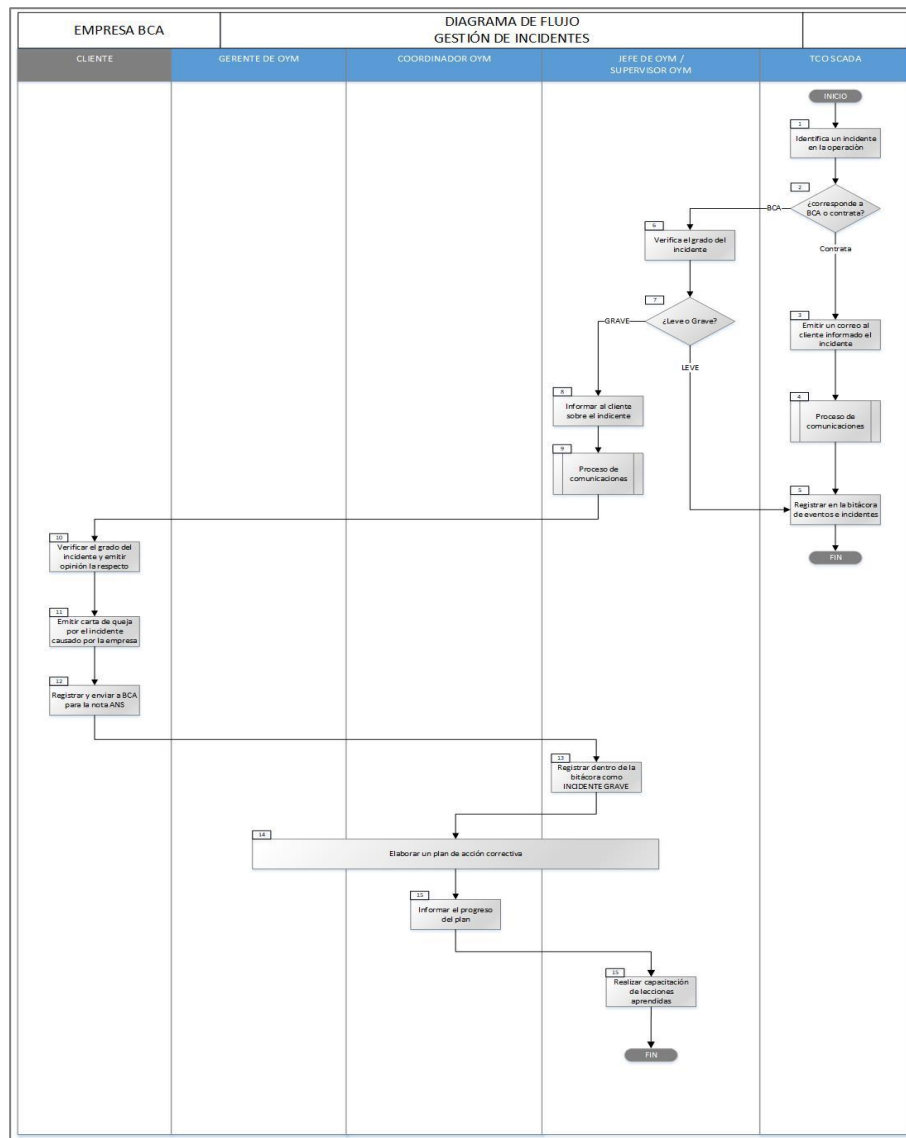 EMPRESA BCA
DIAGRAMA DE FLUJO
GESTIÓN DE INCIDENTES
CLIENTE
GERENTE DE OYM
COORDINADOR OYM
JEFE DE OYM /
SUPERVISOR OYM
TCO SCADA
INICIO
1
Identifica un incidente
en la operaciòn
2
¿corresponde a
BCA o contrata?
BCA
Contrata
6
Verifica el grado del
incidente
7
¿Leve o Grave?
GRAVE
LEVE
3
Emitir un correo al
cliente informado el
incidente
8
Informar al cliente
sobre el indicente
4
Proceso de
comunicaciones
9
Proceso de
comunicaciones
5
Registrar en la bitácora
de eventos e incidentes
FIN
10
Verificar el grado del
incidente y emitir
opinión la respecto
11
Emitir carta de queja
por el incidente
causado por la empresa
12
Registrar y enviar a BCA
para la nota ANS
13
Registrar dentro de la
bitácora como
INCIDENTE GRAVE
14
Elaborar un plan de acción correctiva
15
Informar el progreso
del plan
15
Realizar capacitación
de lecciones
aprendidas
FIN